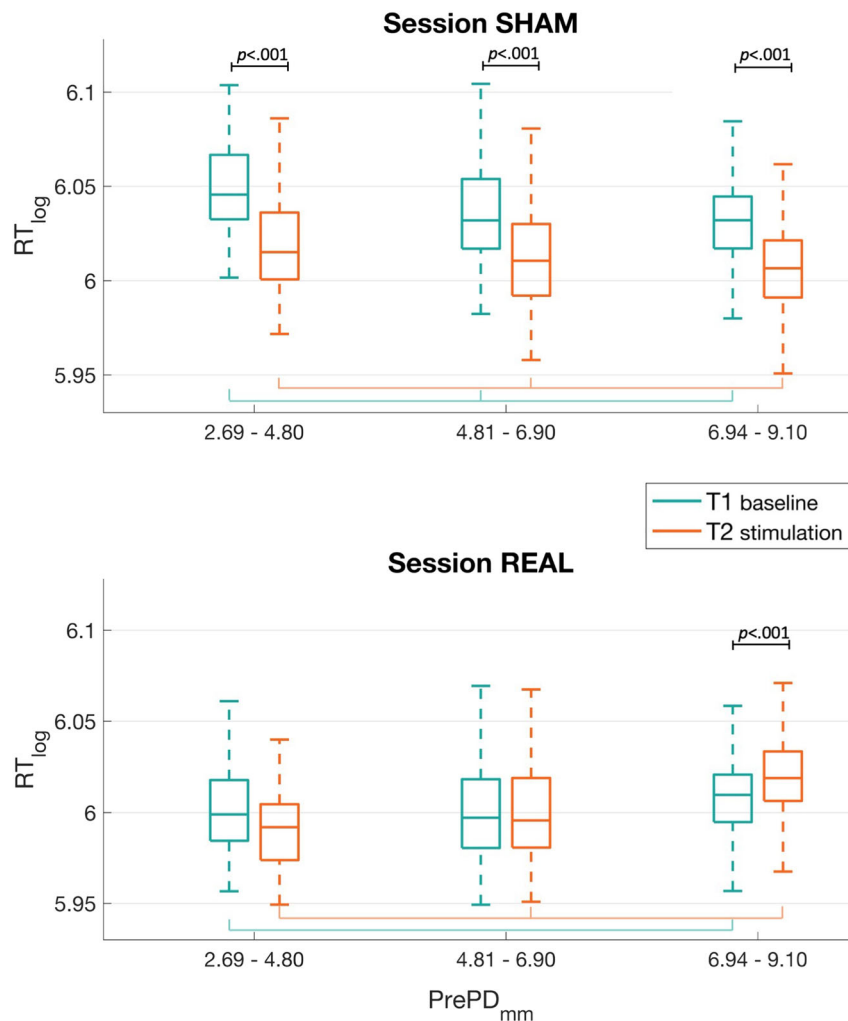 Session SHAM
p<.001 p<.001 p<.001
6.1
6.05
6
5.95
RTlog
2.69 - 4.80 4.81 - 6.90 6.94 - 9.10
T1 baseline
T2 stimulation
Session REAL
p<.001
6.1
6.05
6
5.95
RTlog
2.69 - 4.80 4.81 - 6.90 6.94 - 9.10
PrePDmm